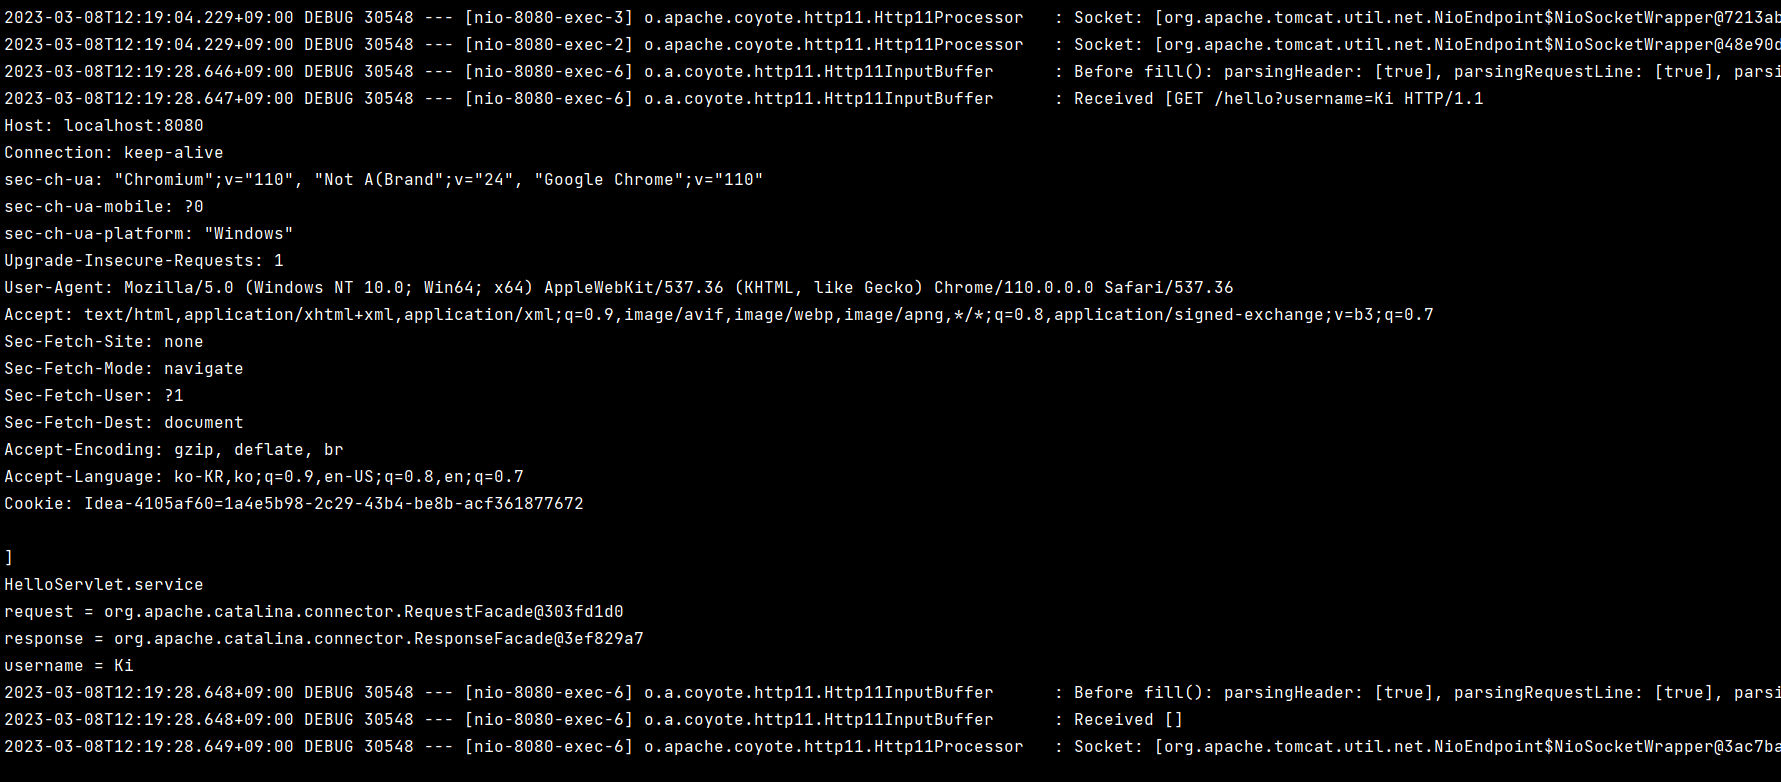 2023-03-08T12:19:04.229+09:00 DEBUG 30548 --- [nio-8080-exec-3] o.apache.coyote.http11.Http11Processor   : Socket: [org.apache.tomcat.util.net.NioEndpoint$NioSocketWrapper@7213ab
2023-03-08T12:19:04.229+09:00 DEBUG 30548 --- [nio-8080-exec-2] o.apache.coyote.http11.Http11Processor   : Socket: [org.apache.tomcat.util.net.NioEndpoint$NioSocketWrapper@48e90d
2023-03-08T12:19:28.646+09:00 DEBUG 30548 --- [nio-8080-exec-6] o.a.coyote.http11.Http11InputBuffer      : Before fill(): parsingHeader: [true], parsingRequestLine: [true], parsi
2023-03-08T12:19:28.647+09:00 DEBUG 30548 --- [nio-8080-exec-6] o.a.coyote.http11.Http11InputBuffer      : Received [GET /hello?username=Ki HTTP/1.1
Host: localhost:8080
Connection: keep-alive
sec-ch-ua: "Chromium";v="110", "Not A(Brand";v="24", "Google Chrome";v="110"
sec-ch-ua-mobile: ?0
sec-ch-ua-platform: "Windows"
Upgrade-Insecure-Requests: 1
User-Agent: Mozilla/5.0 (Windows NT 10.0; Win64; x64) AppleWebKit/537.36 (KHTML, like Gecko) Chrome/110.0.0.0 Safari/537.36
Accept: text/html,application/xhtml+xml,application/xml;q=0.9,image/avif,image/webp,image/apng,*/*;q=0.8,application/signed-exchange;v=b3;q=0.7
Sec-Fetch-Site: none
Sec-Fetch-Mode: navigate
Sec-Fetch-User: ?1
Sec-Fetch-Dest: document
Accept-Encoding: gzip, deflate, br
Accept-Language: ko-KR,ko;q=0.9,en-US;q=0.8,en;q=0.7
Cookie: Idea-4105af60=1a4e5b98-2c29-43b4-be8b-acf361877672
]
HelloServlet.service
request = org.apache.catalina.connector.RequestFacade@303fd1d0
response = org.apache.catalina.connector.ResponseFacade@3ef829a7
username = Ki
2023-03-08T12:19:28.648+09:00 DEBUG 30548 --- [nio-8080-exec-6] o.a.coyote.http11.Http11InputBuffer      : Before fill(): parsingHeader: [true], parsingRequestLine: [true], parsi
2023-03-08T12:19:28.648+09:00 DEBUG 30548 --- [nio-8080-exec-6] o.a.coyote.http11.Http11InputBuffer      : Received []
2023-03-08T12:19:28.649+09:00 DEBUG 30548 --- [nio-8080-exec-6] o.apache.coyote.http11.Http11Processor   : Socket: [org.apache.tomcat.util.net.NioEndpoint$NioSocketWrapper@3ac7ba